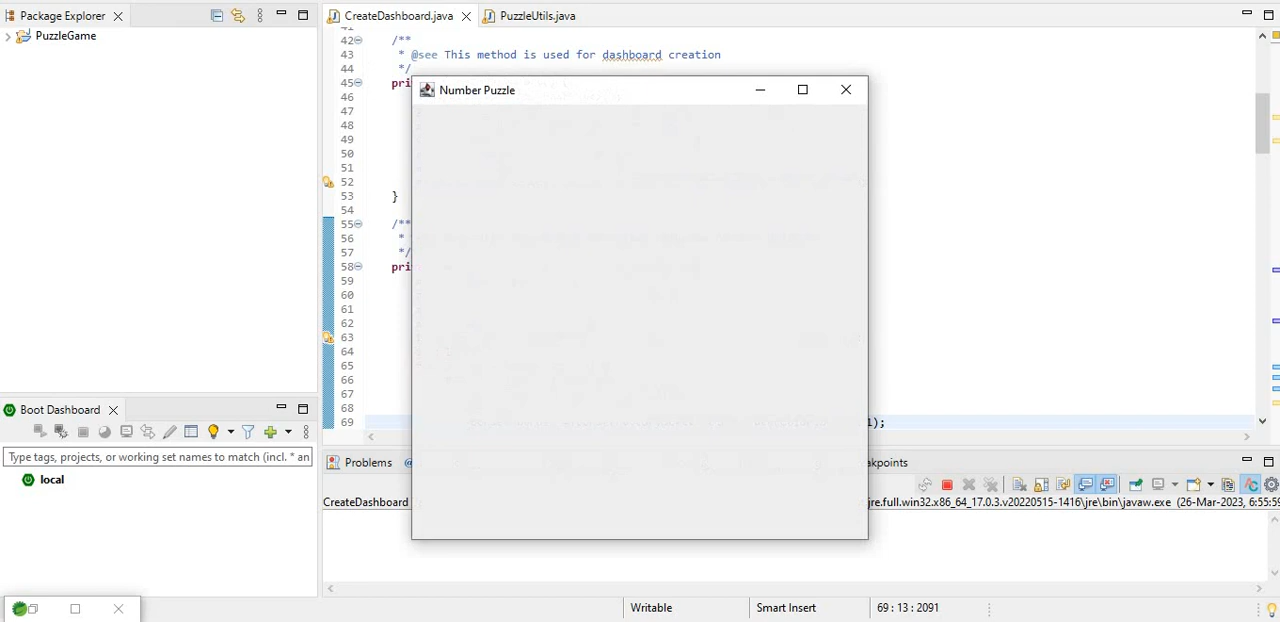 Package Explorer
PuzzleGame
CreateDashboard.java
PuzzleUtils.java
41
42 /**
43 * @see This method is used for dashboard creation
44 */
45 pri
46
47
48
49
50
51
52
53 }
54
55 /**
56 *
57 */
58 pri
59
60
61
62
63
64
65
66
67
68
69 1);
Number Puzzle
Boot Dashboard
Type tags, projects, or working set names to match (incl. * an
local
Problems @ akpoints
CreateDashboard jre.full.win32.x86_64_17.0.3.v20220515-1416\jre\bin\javaw.exe (26-Mar-2023, 6:55:59
Writable
Smart Insert
69 : 13 : 2091